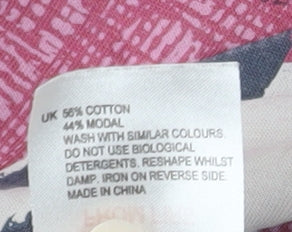 UK 56% COTTON
44% MODAL
WASH WITH SIMILAR COLOURS.
DO NOT USE BIOLOGICAL
DETERGENTS. RESHAPE WHILST
DAMP. IRON ON REVERSE SIDE.
MADE IN CHINA